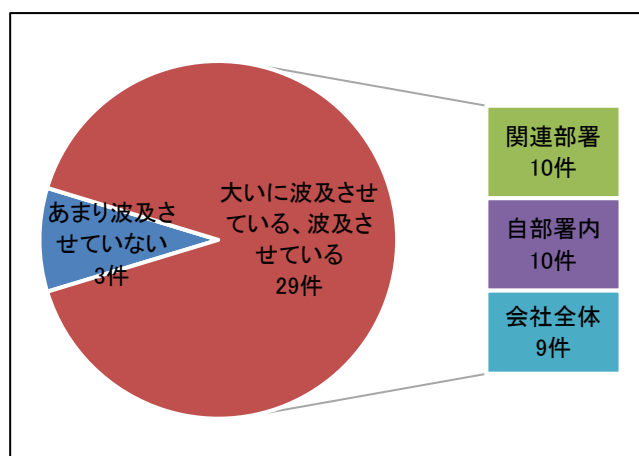 あまり波及さ
せていない
3件
大いに波及させ
ている、波及さ
せている
29件
関連部署
10件
自部署内
10件
会社全体
9件